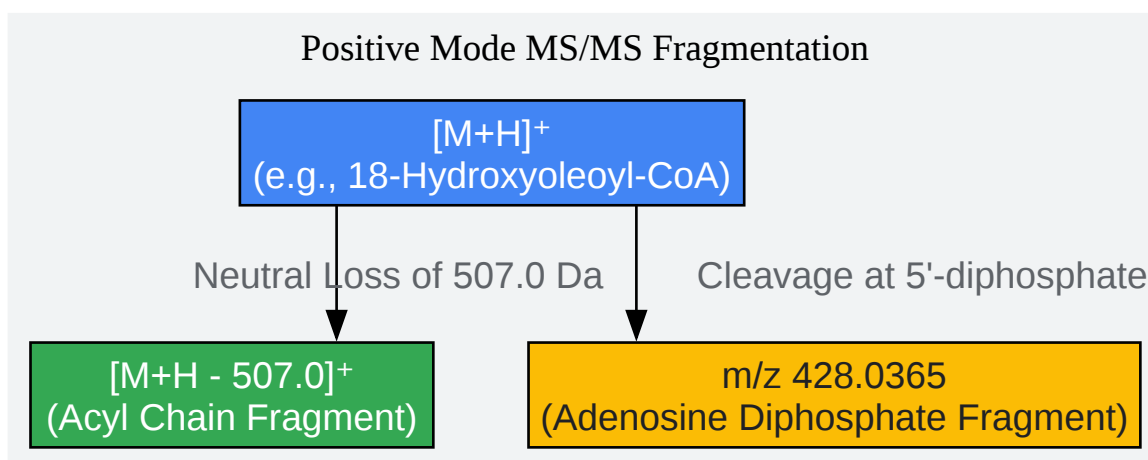 Positive Mode MS/MS Fragmentation
[M+H]⁺
(e.g., 18-Hydroxyoleoyl-CoA)
Neutral Loss of 507.0 Da
Cleavage at 5'-diphosphate
[M+H - 507.0]⁺
(Acyl Chain Fragment)
m/z 428.0365
(Adenosine Diphosphate Fragment)